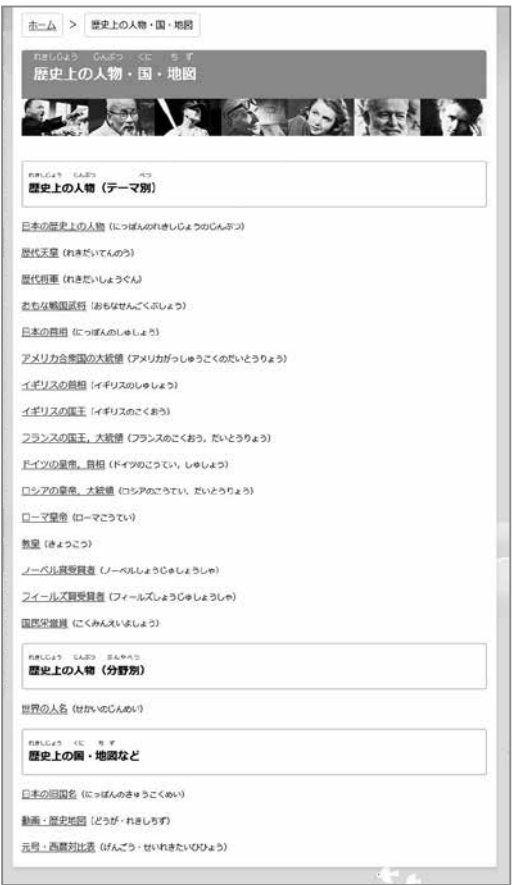 ホーム > 歴史上の人物・国・地図
れきしじょう じんぶつ くに ちず
歴史上の人物・国・地図
れきしじょう じんぶつ べつ
歴史上の人物（テーマ別）
日本の歴史上の人物（にっぽんのれきしじょうのじんぶつ）
歴代天皇（れきだいてんのう）
歴代将軍（れきだいしょうぐん）
おもな戦国武将（おもなせんごくぶしょう）
日本の首相（にっぽんのしゅしょう）
アメリカ合衆国の大統領（アメリカがっしゅうこくのだいとうりょう）
イギリスの首相（イギリスのしゅしょう）
イギリスの国王（イギリスのこくおう）
フランスの国王，大統領（フランスのこくおう，だいとうりょう）
ドイツの皇帝，首相（ドイツのこうてい，しゅしょう）
ロシアの皇帝，大統領（ロシアのこうてい，だいとうりょう）
ローマ皇帝（ローマこうてい）
教皇（きょうこう）
ノーベル賞受賞者（ノーベルしょうじゅしょうしゃ）
フィールズ賞受賞者（フィールズしょうじゅしょうしゃ）
国民栄誉賞（こくみんえいよしょう）
れきしじょう じんぶつ ぶんやべつ
歴史上の人物（分野別）
世界の人名（せかいのじんめい）
れきしじょう くに ちず
歴史上の国・地図など
日本の旧国名（にっぽんのきゅうこくめい）
動画・歴史地図（どうが・れきしちず）
元号・西暦対比表（げんごう・せいれきたいひひょう）